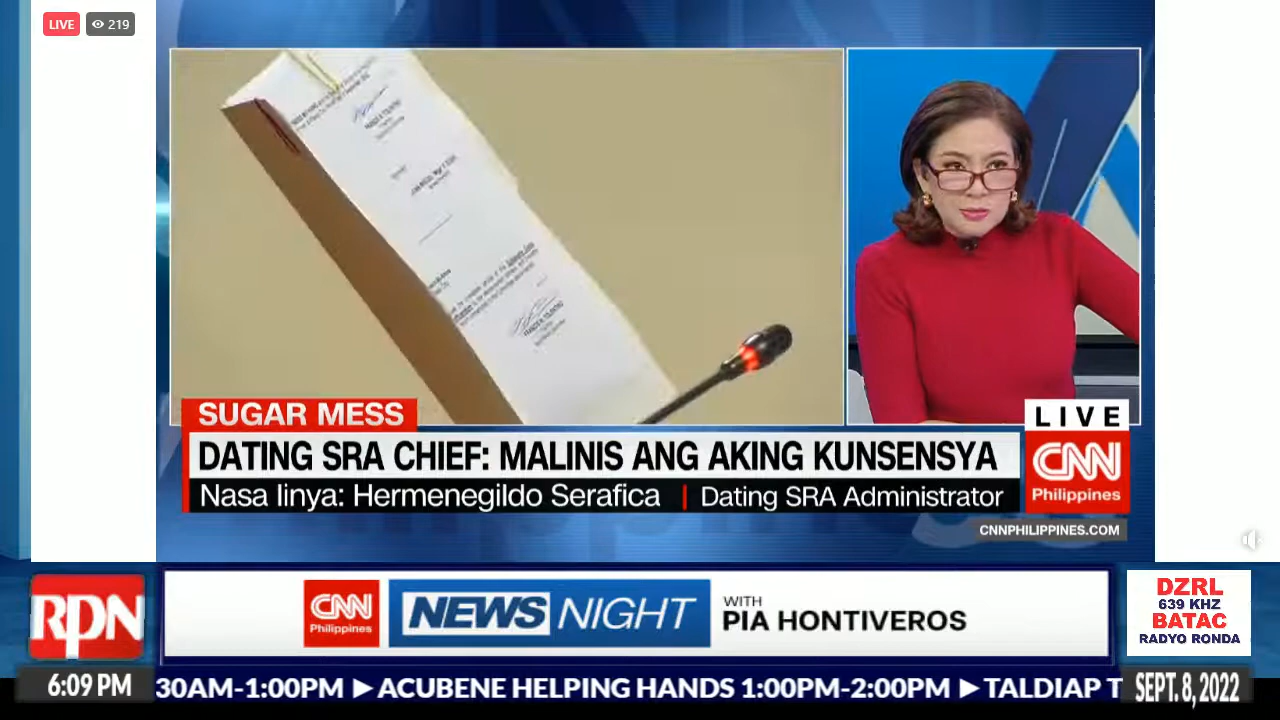 LIVE
219
SUGAR MESS
DATING SRA CHIEF: MALINIS ANG AKING KUNSENSYA
Nasa linya: Hermenegildo Serafica | Dating SRA Administrator
LIVE
CNN
Philippines
CNNPHILIPPINES.COM
RPN
CNN
Philippines
NEWS NIGHT
WITH
PIA HONTIVEROS
DZRL
639 KHZ
BATAC
RADYO RONDA
6:09 PM
30AM-1:00PM ►ACUBENE HELPING HANDS 1:00PM-2:00PM ►TALDIAP T
SEPT. 8, 2022